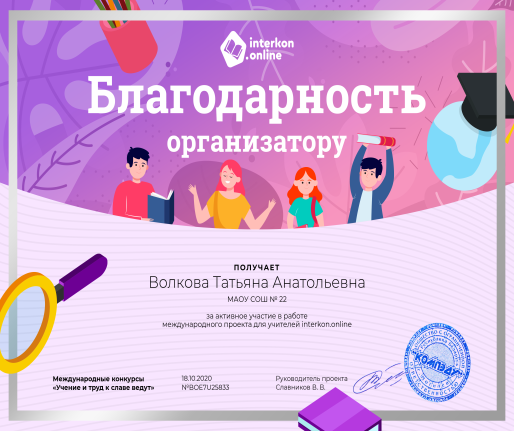 interkon
.online
Благодарность
организатору
ПОЛУЧАЕТ
Волкова Татьяна Анатольевна
МАОУ СОШ № 22
за активное участие в работе
международного проекта для учителей interkon.online
Международные конкурсы
«Учение и труд к славе ведут»
18.10.2020
№BOE7U25833
Руководитель проекта
Славников В. В.
"КОМПЭДУ"